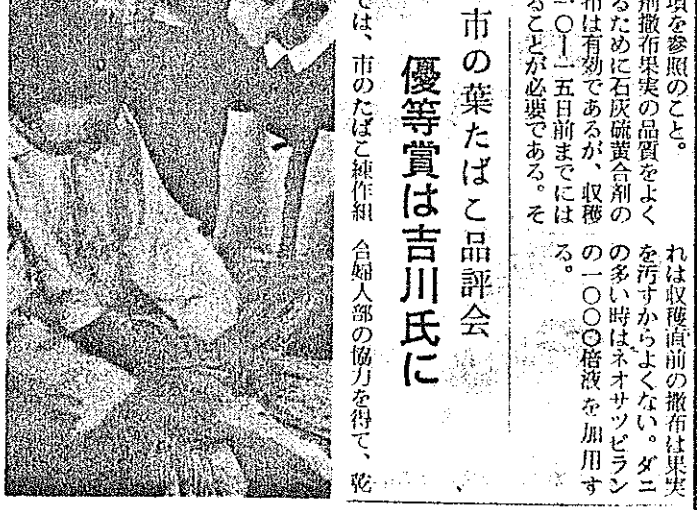 項を参照のこと。
剤撒布果実の品質をよく
るために石灰硫黄合剤の
布は有効であるが、収穫
一〇ー一五日前までには
ることが必要である。そ
れは収穫直前の撒布は果実
を汚すからよくない。ダニ
の多い時はネオサツピラン
の一〇〇〇倍液を加用す
る。
市の葉たばこ品評会
優等賞は吉川氏に
では、市のたばこ練作組
合婦人部の協力を得て、乾